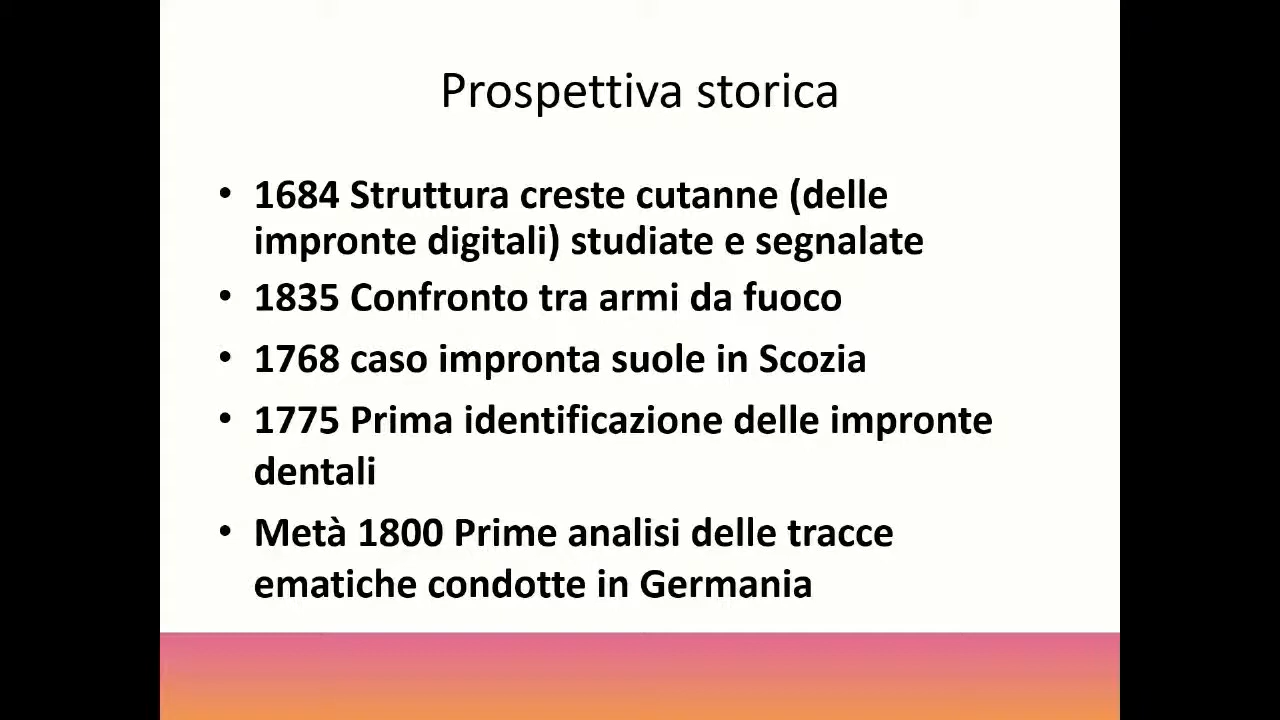 Prospettiva storica
• 1684 Struttura creste cutanne (delle
impronte digitali) studiate e segnalate
• 1835 Confronto tra armi da fuoco
• 1768 caso impronta suole in Scozia
• 1775 Prima identificazione delle impronte
dentali
• Metà 1800 Prime analisi delle tracce
ematiche condotte in Germania